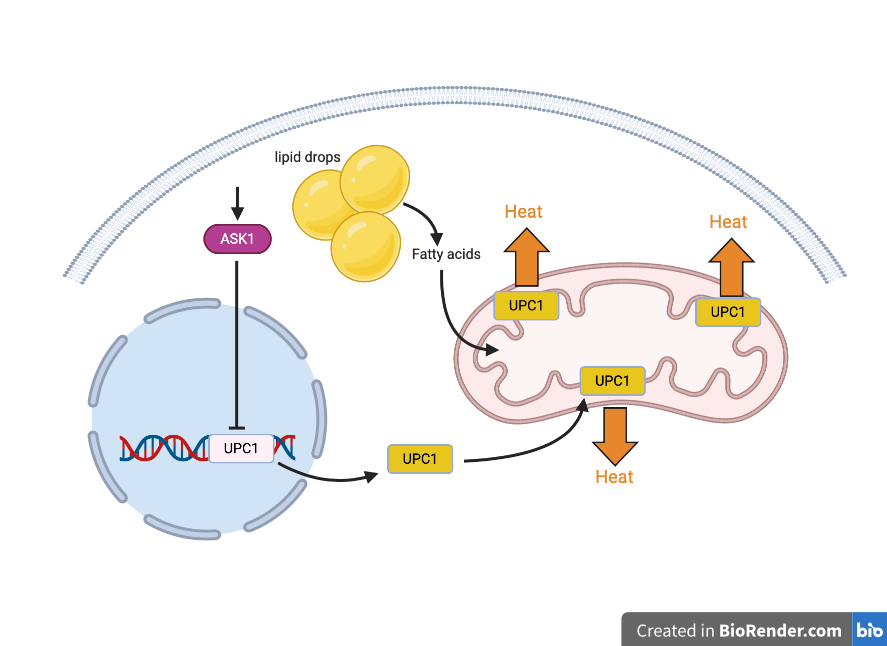 lipid drops
ASK1
Fatty acids
Heat
Heat
UPC1
UPC1
UPC1
UPC1
UPC1
Heat
Created in BioRender.com bio